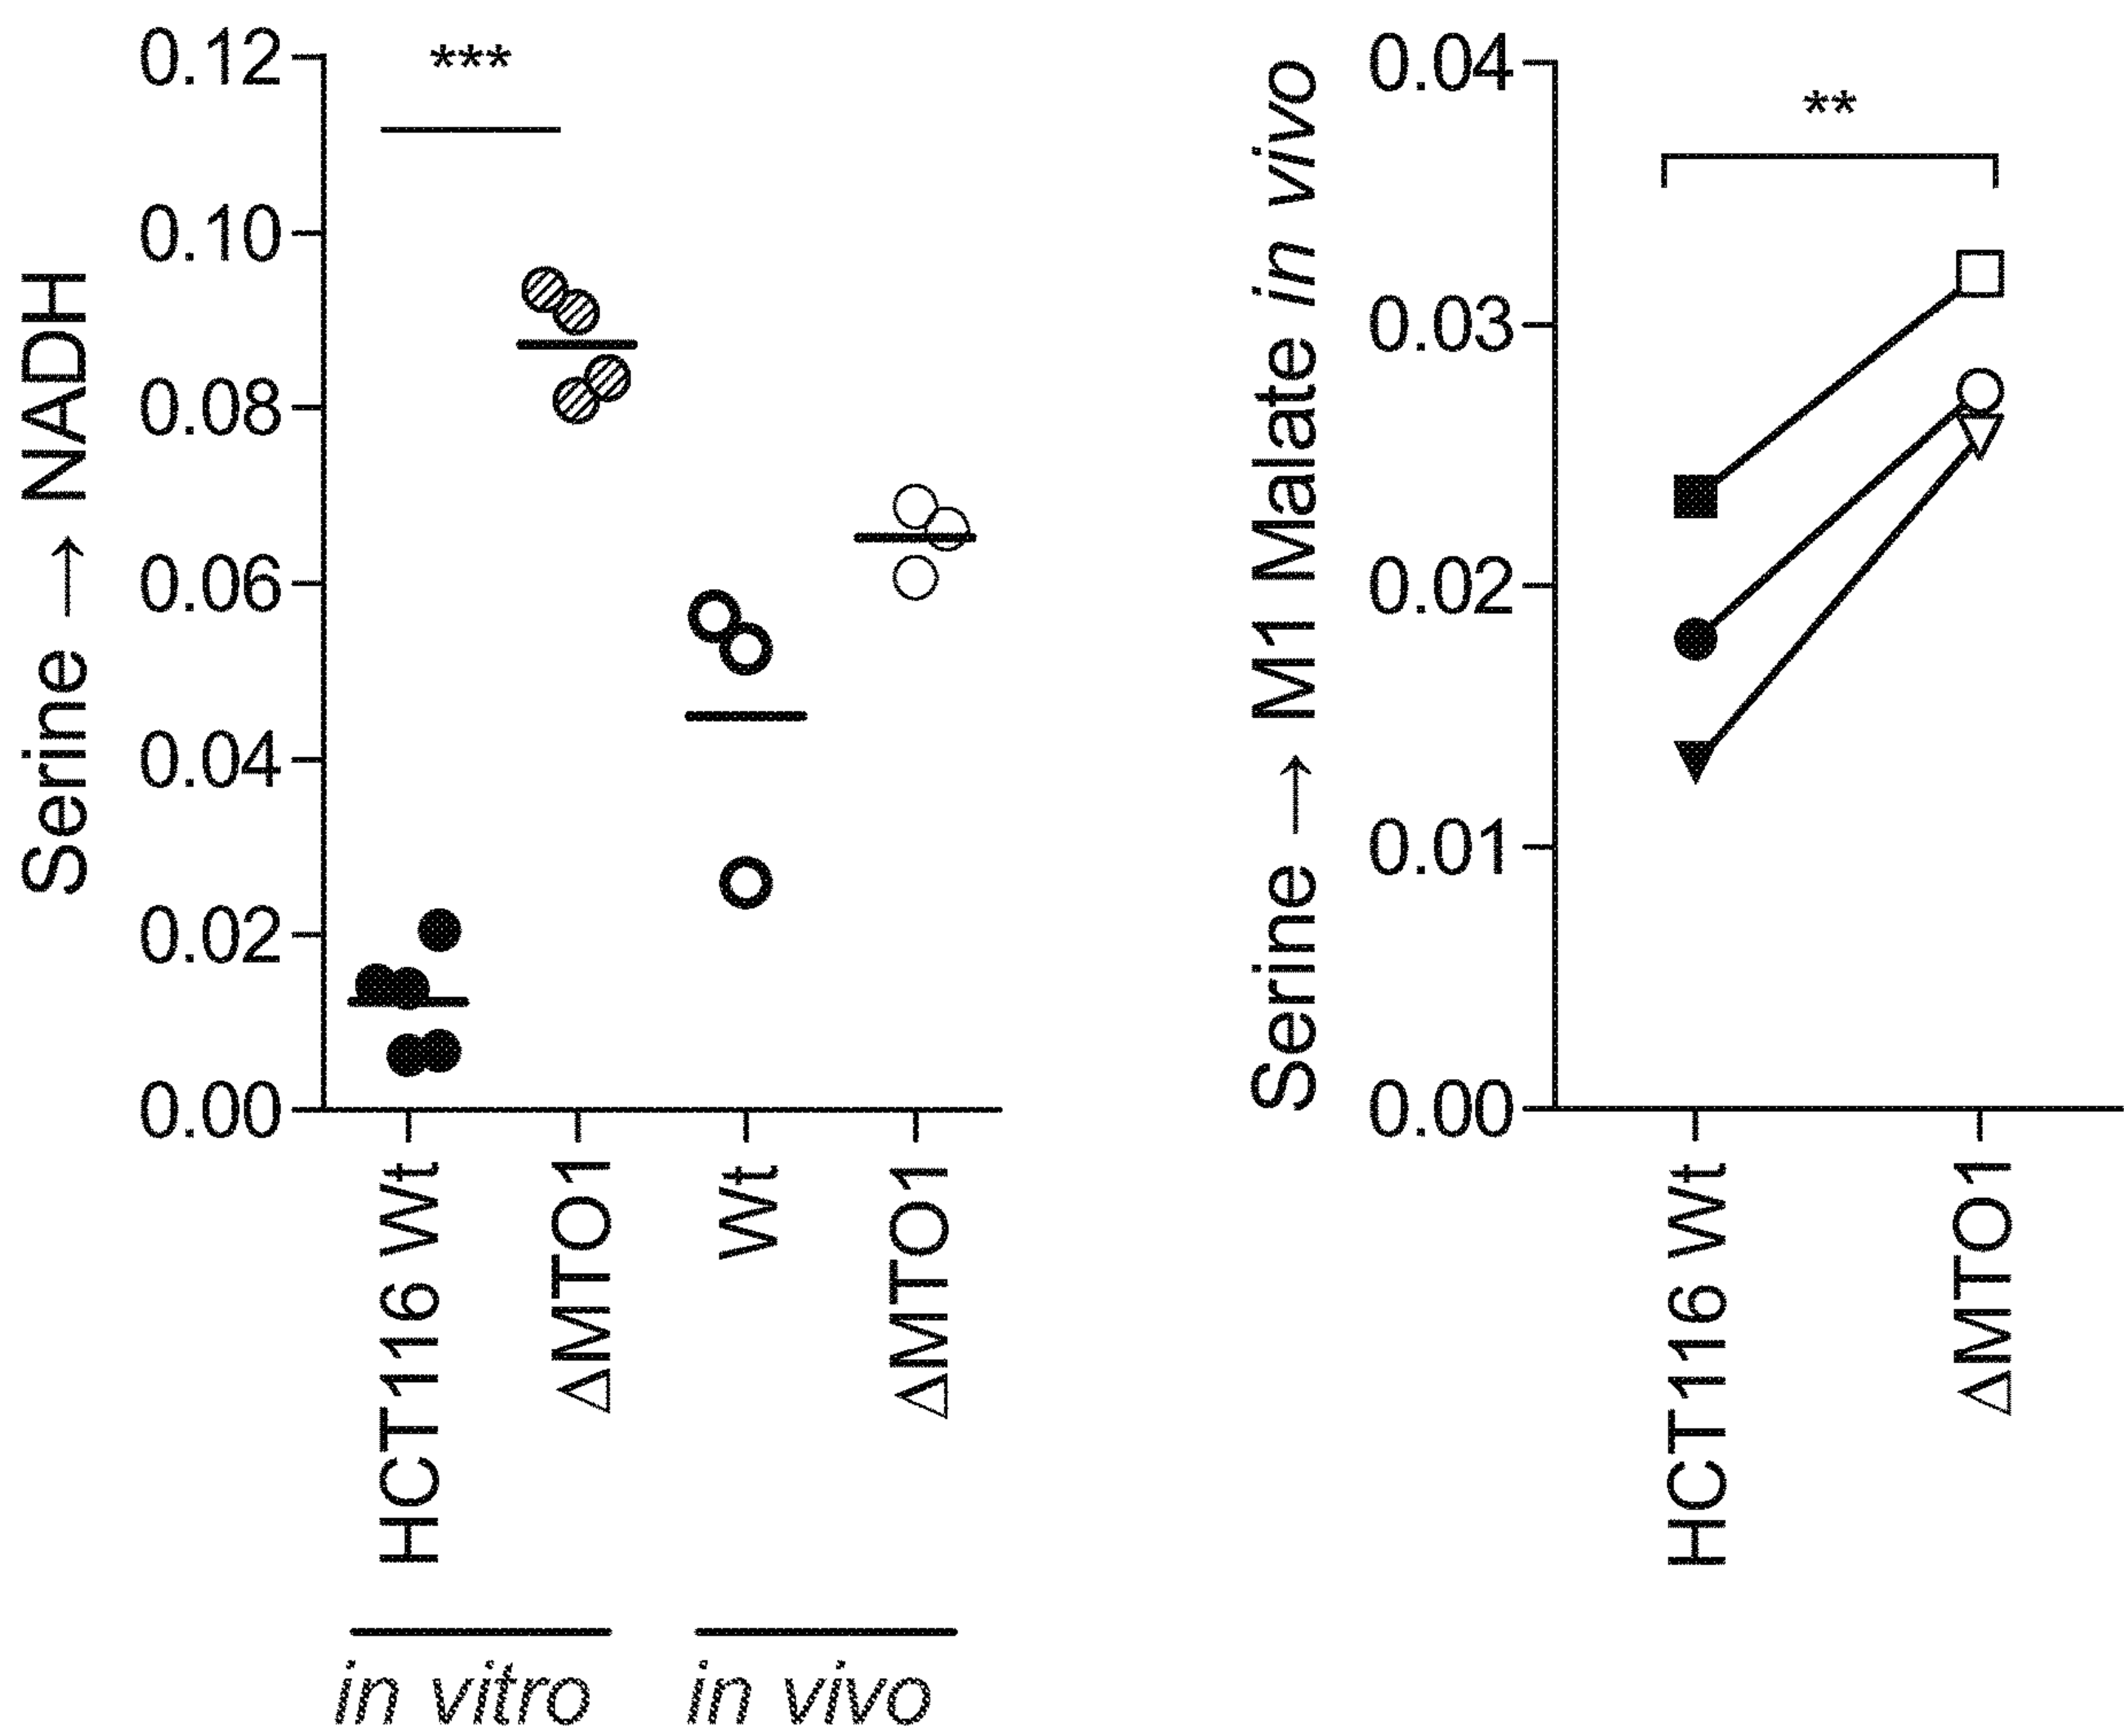 Serine → NADH
0.12
0.10
0.08
0.06
0.04
0.02
0.00
***
HCT116 Wt
ΔMTO1
Wt
ΔMTO1
in vitro
in vivo
Serine → M1 Malate in vivo
0.04
0.03
0.02
0.01
0.00
**
HCT116 Wt
ΔMTO1